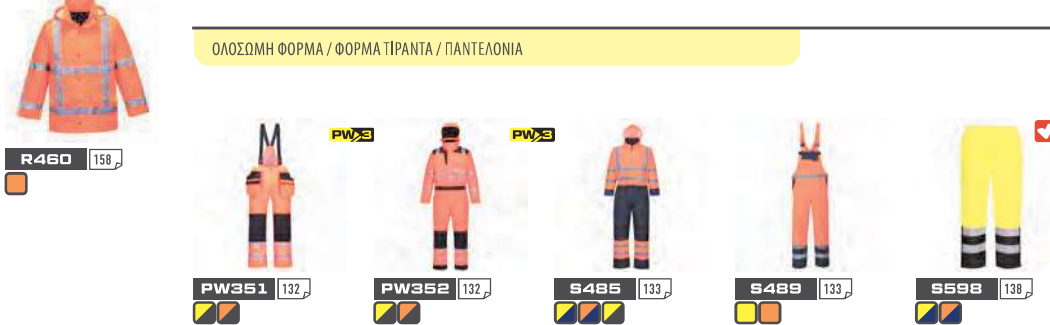 ΟΛΟΣΩΜΗ ΦΟΡΜΑ / ΦΟΡΜΑ ΤΙΡΑΝΤΑ / ΠΑΝΤΕΛΟΝΙΑ
PW3 PW3
R460 158
PW351 132 PW352 132 S485 133 S489 133 S598 138